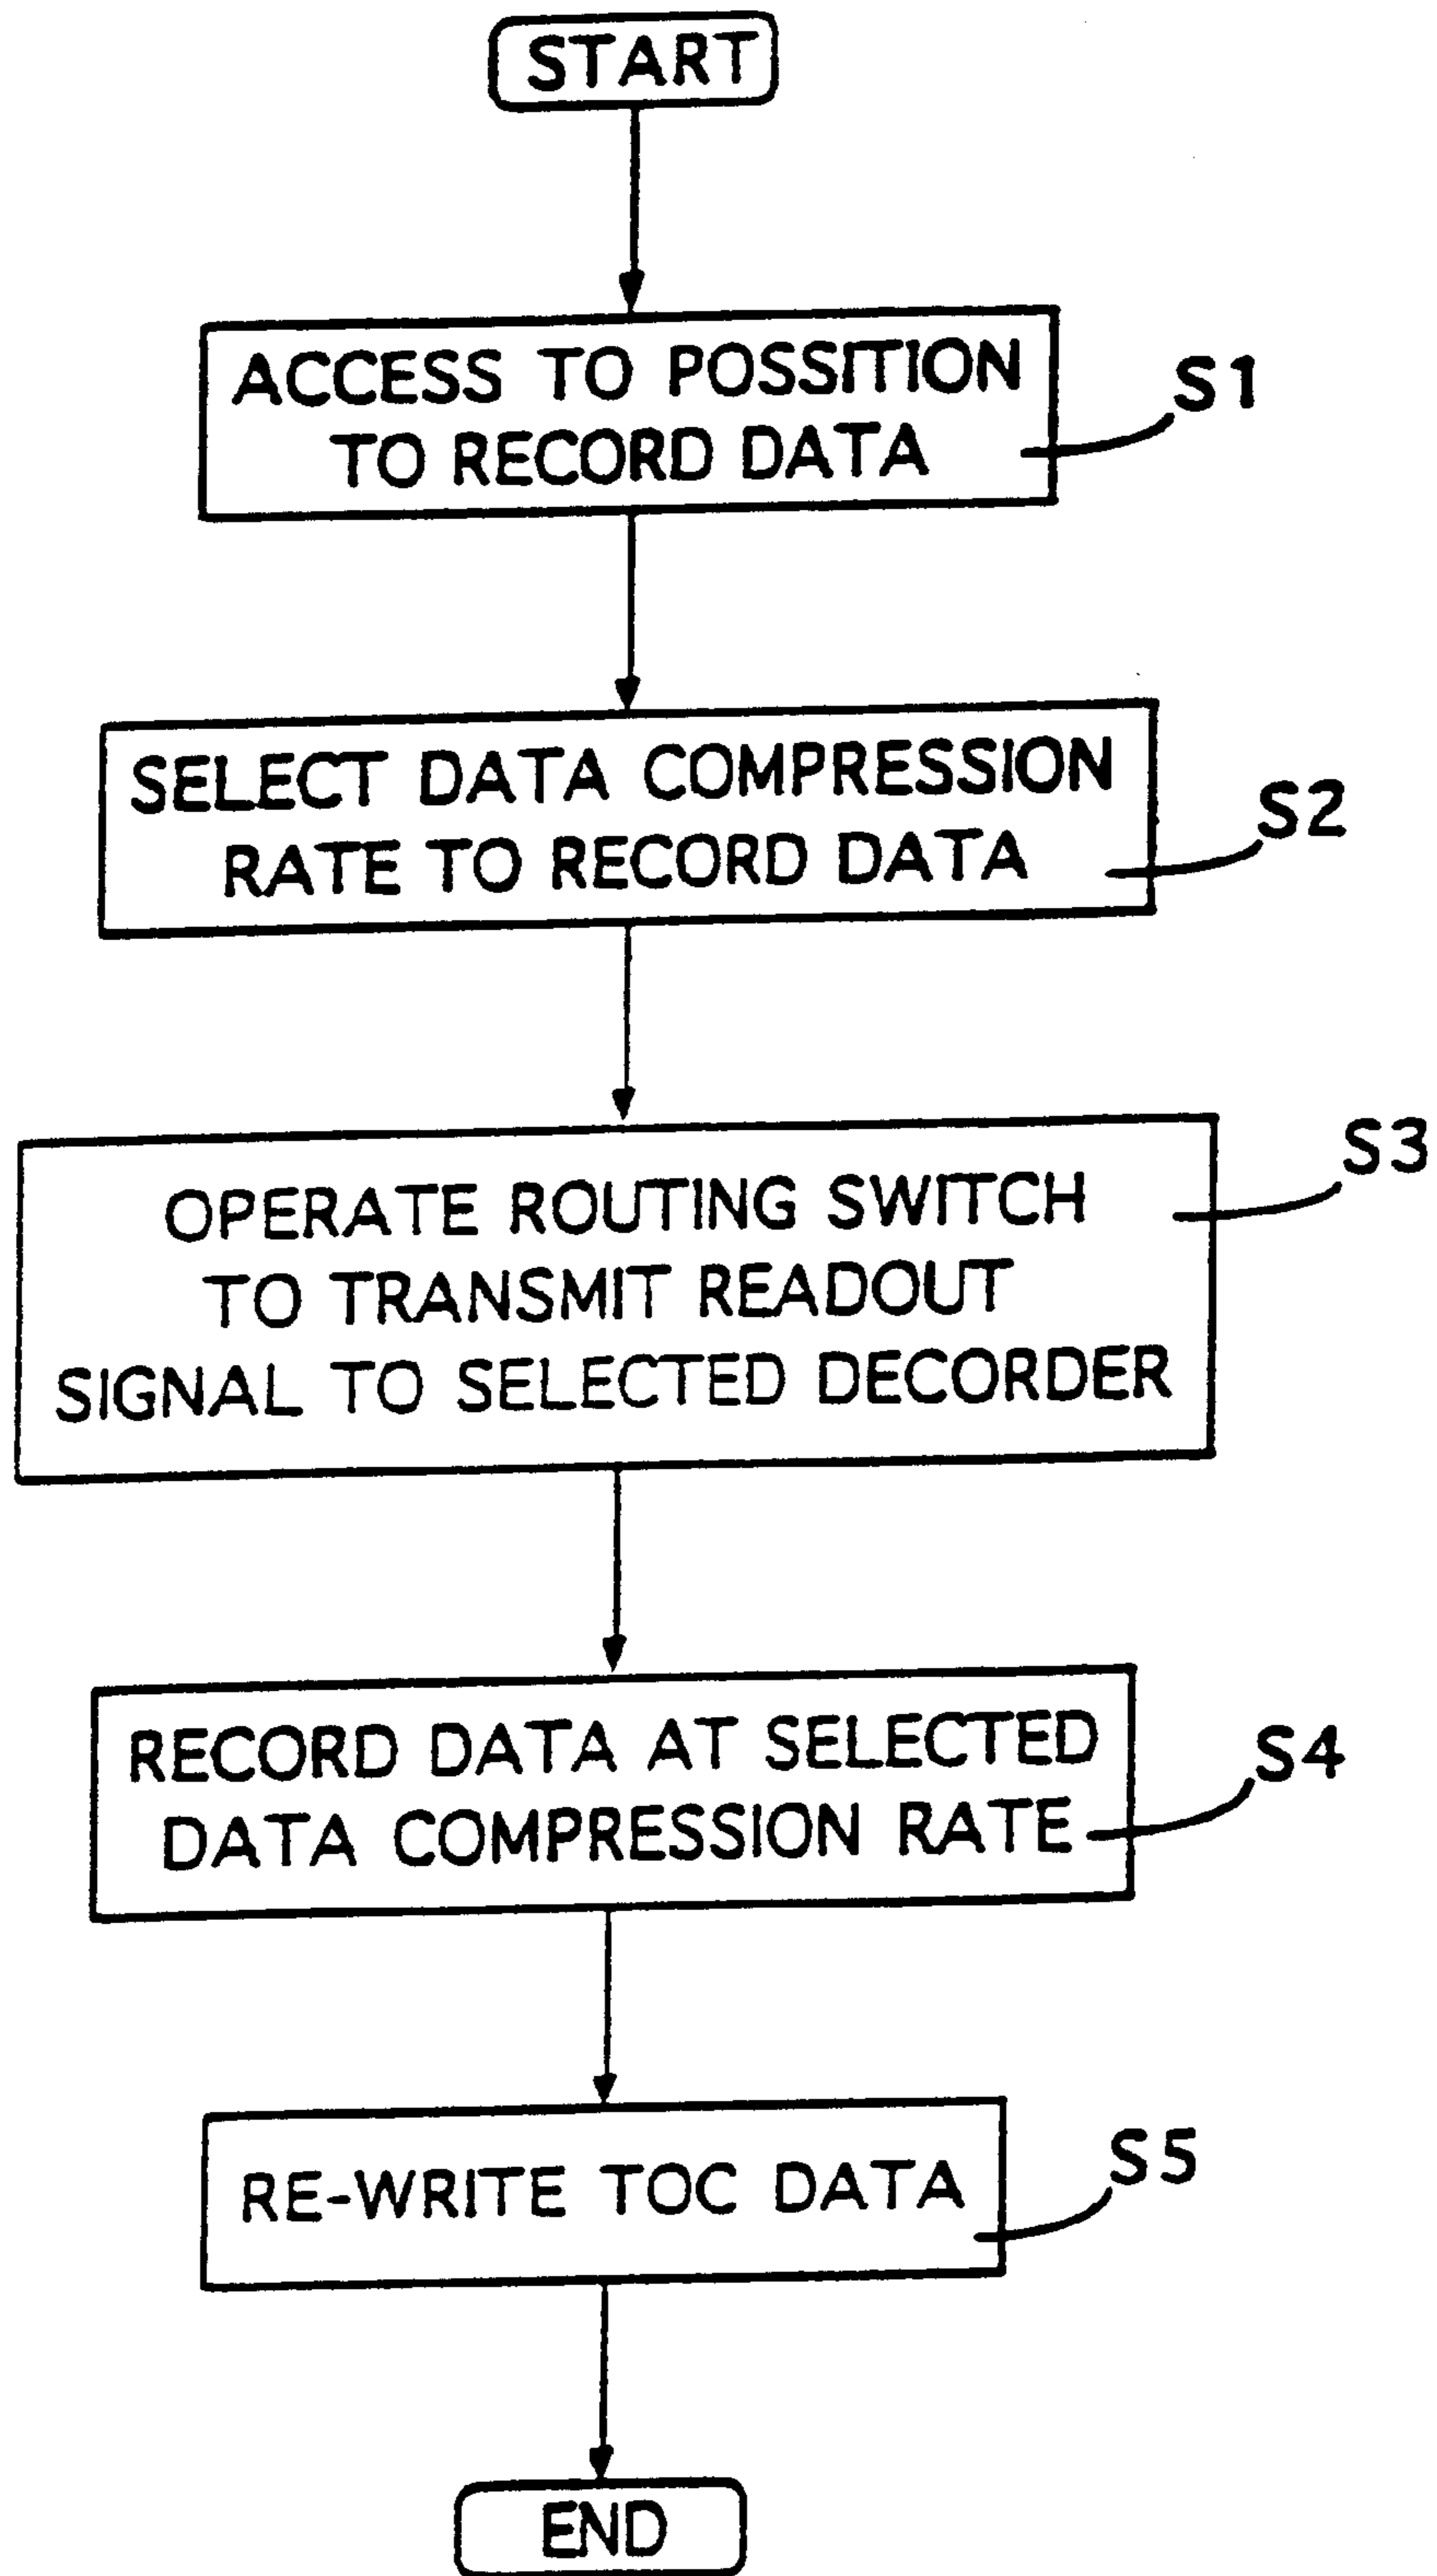 START
ACCESS TO POSSITION
TO RECORD DATA
S1
SELECT DATA COMPRESSION
RATE TO RECORD DATA
S2
OPERATE ROUTING SWITCH
TO TRANSMIT READOUT
SIGNAL TO SELECTED DECORDER
S3
RECORD DATA AT SELECTED
DATA COMPRESSION RATE
S4
RE-WRITE TOC DATA
S5
END